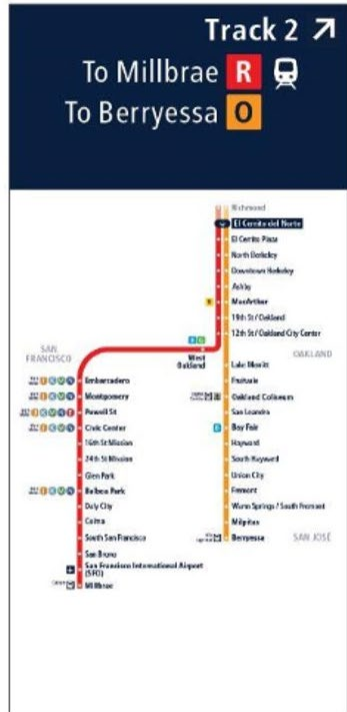 Track 2
To Millbrae R
To Berryessa O
Richmond
El Cerrito del Norte
El Cerrito Plaza
North Berkeley
Downtown Berkeley
Ashby
MacArthur
19th St / Oakland
12th St / Oakland City Center
SAN
FRANCISCO
West
Oakland
OAKLAND
Lake Merritt
Fruitvale
Embarcadero
Montgomery
Powell St
Civic Center
16th St Mission
24th St Mission
Glen Park
Balboa Park
Daly City
Colma
South San Francisco
San Bruno
San Francisco International Airport
(SFO)
Millbrae
Oakland Coliseum
San Leandro
Bay Fair
Hayward
South Hayward
Union City
Fremont
Warm Springs / South Fremont
Milpitas
Berryessa
SAN JOSÉ